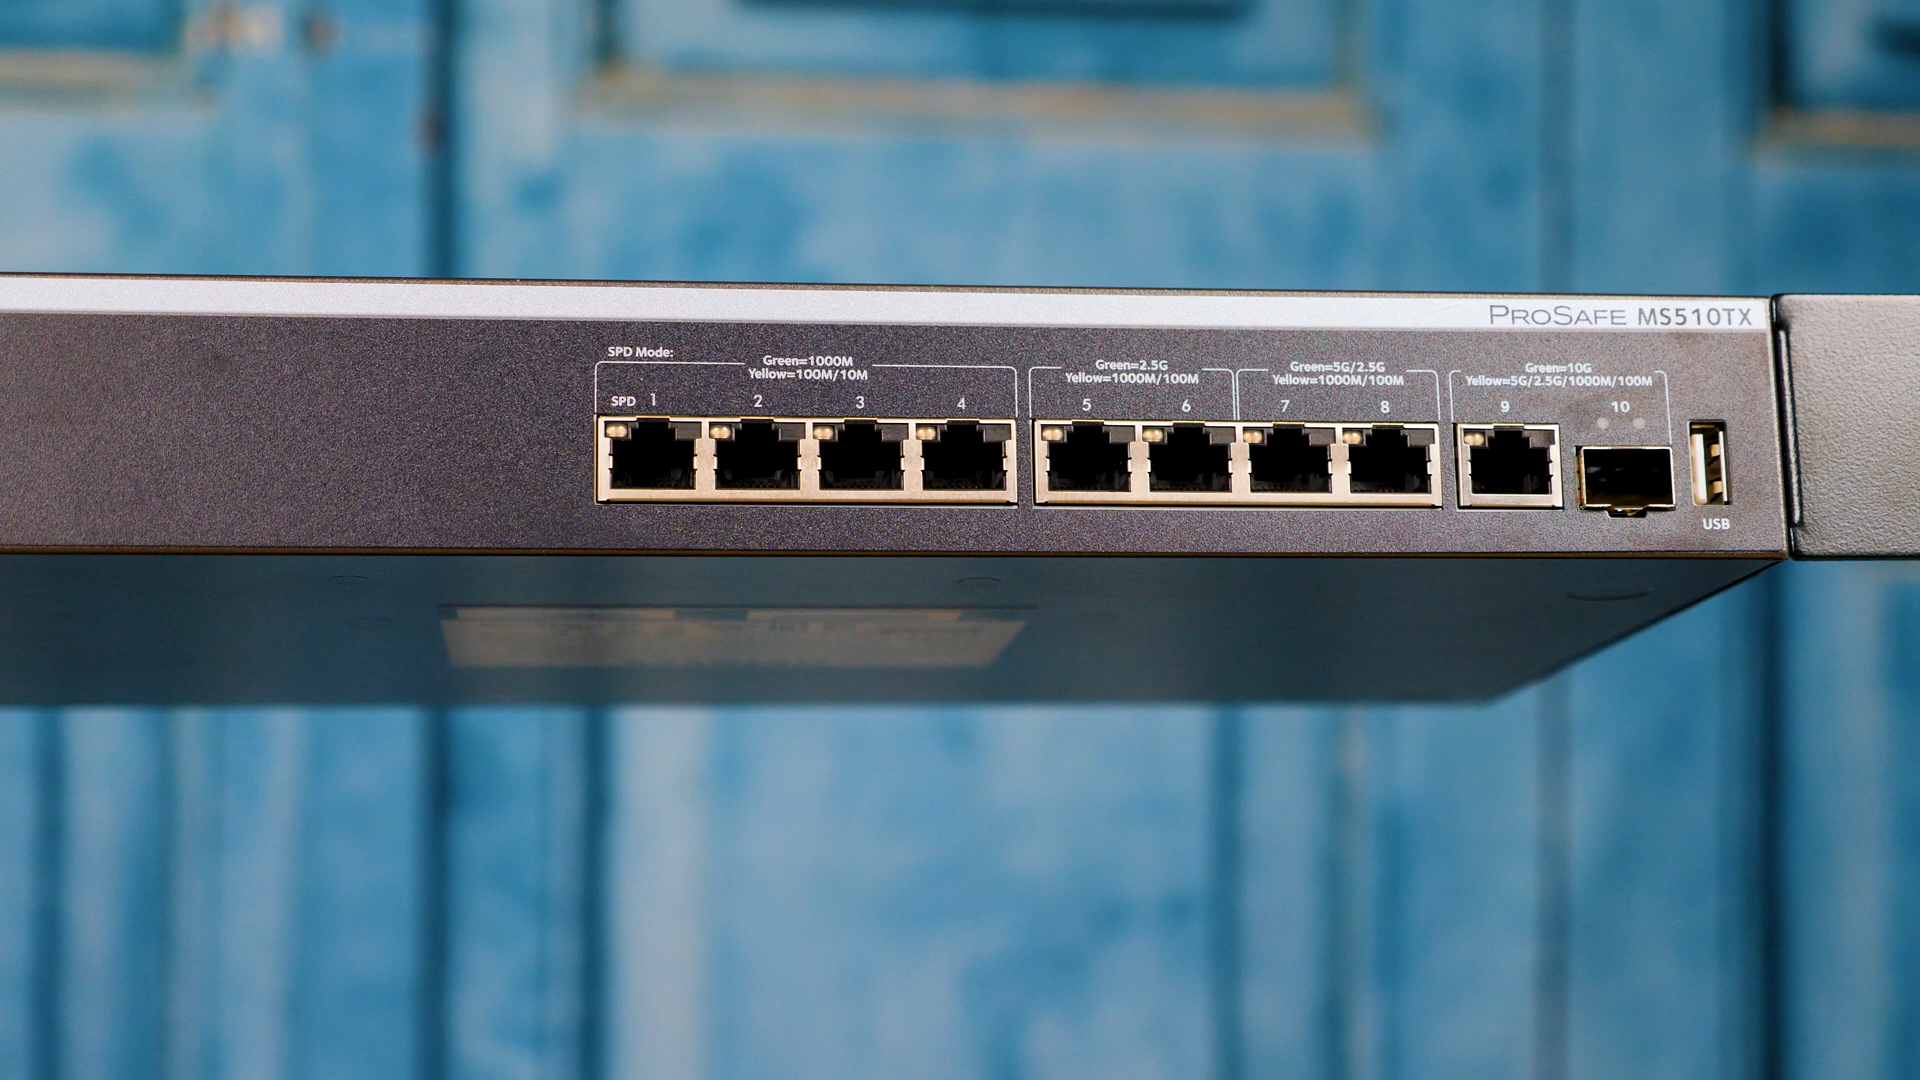 PROSAFE MS510TX
SPD Mode:
Green=1000M
Yellow=100M/10M
Green=2.5G
Yellow=1000M/100M
Green=5G/2.5G
Yellow=1000M/100M
Green=10G
Yellow=5G/2.5G/1000M/100M
SPD 1 2 3 4 5 6 7 8 9 10
USB